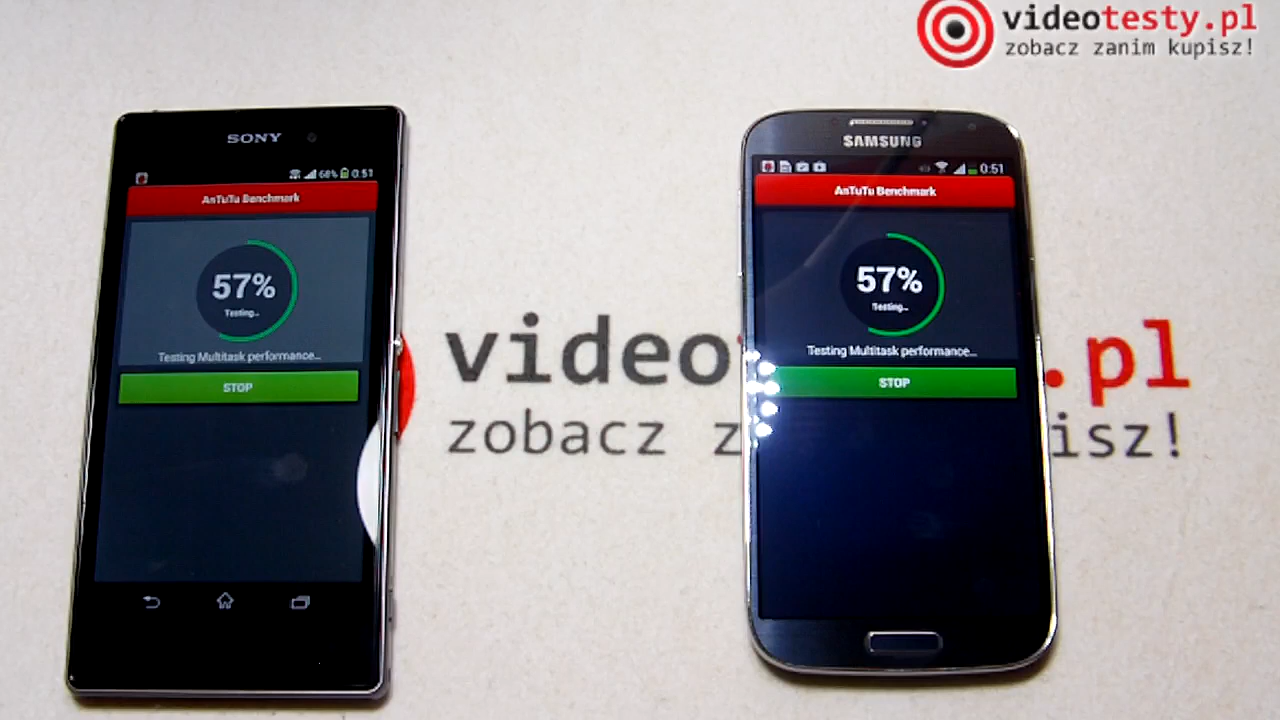 videotesty.pl
zobacz zanim kupisz!
SONY
68% 0:51
AnTuTu Benchmark
57%
Testing...
Testing Multitask performance...
STOP
SAMSUNG
0:51
AnTuTu Benchmark
57%
Testing...
Testing Multitask performance...
STOP
video .pl
zobacz z pisz!